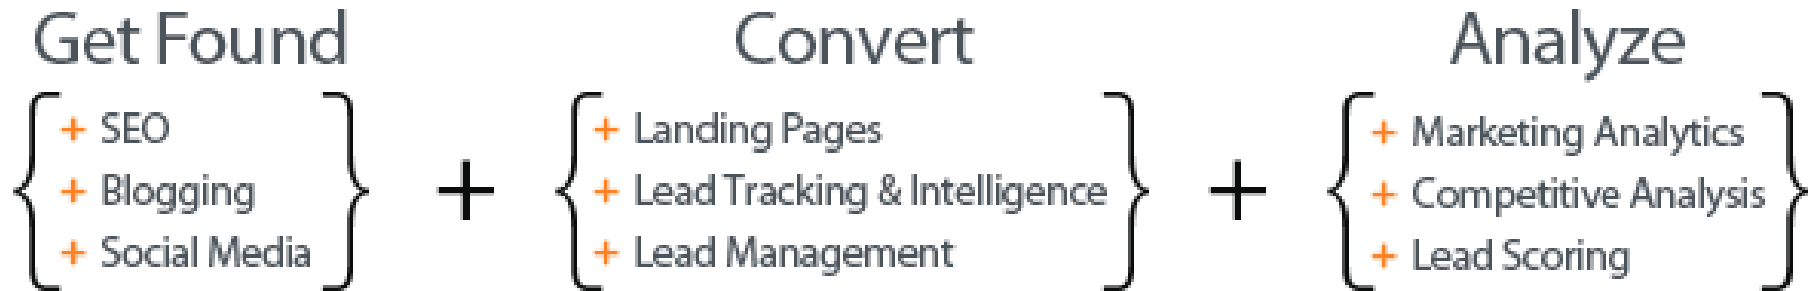 Get Found
+ SEO
+ Blogging
+ Social Media
+
Convert
+ Landing Pages
+ Lead Tracking & Intelligence
+ Lead Management
+
Analyze
+ Marketing Analytics
+ Competitive Analysis
+ Lead Scoring